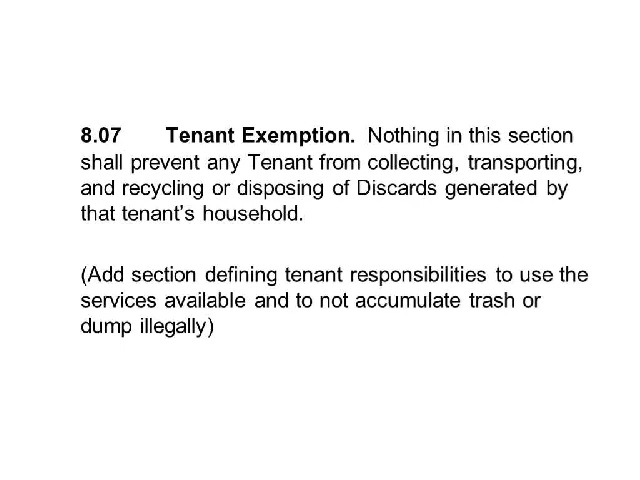 8.07 Tenant Exemption. Nothing in this section
shall prevent any Tenant from collecting, transporting,
and recycling or disposing of Discards generated by
that tenant’s household.
(Add section defining tenant responsibilities to use the
services available and to not accumulate trash or
dump illegally)